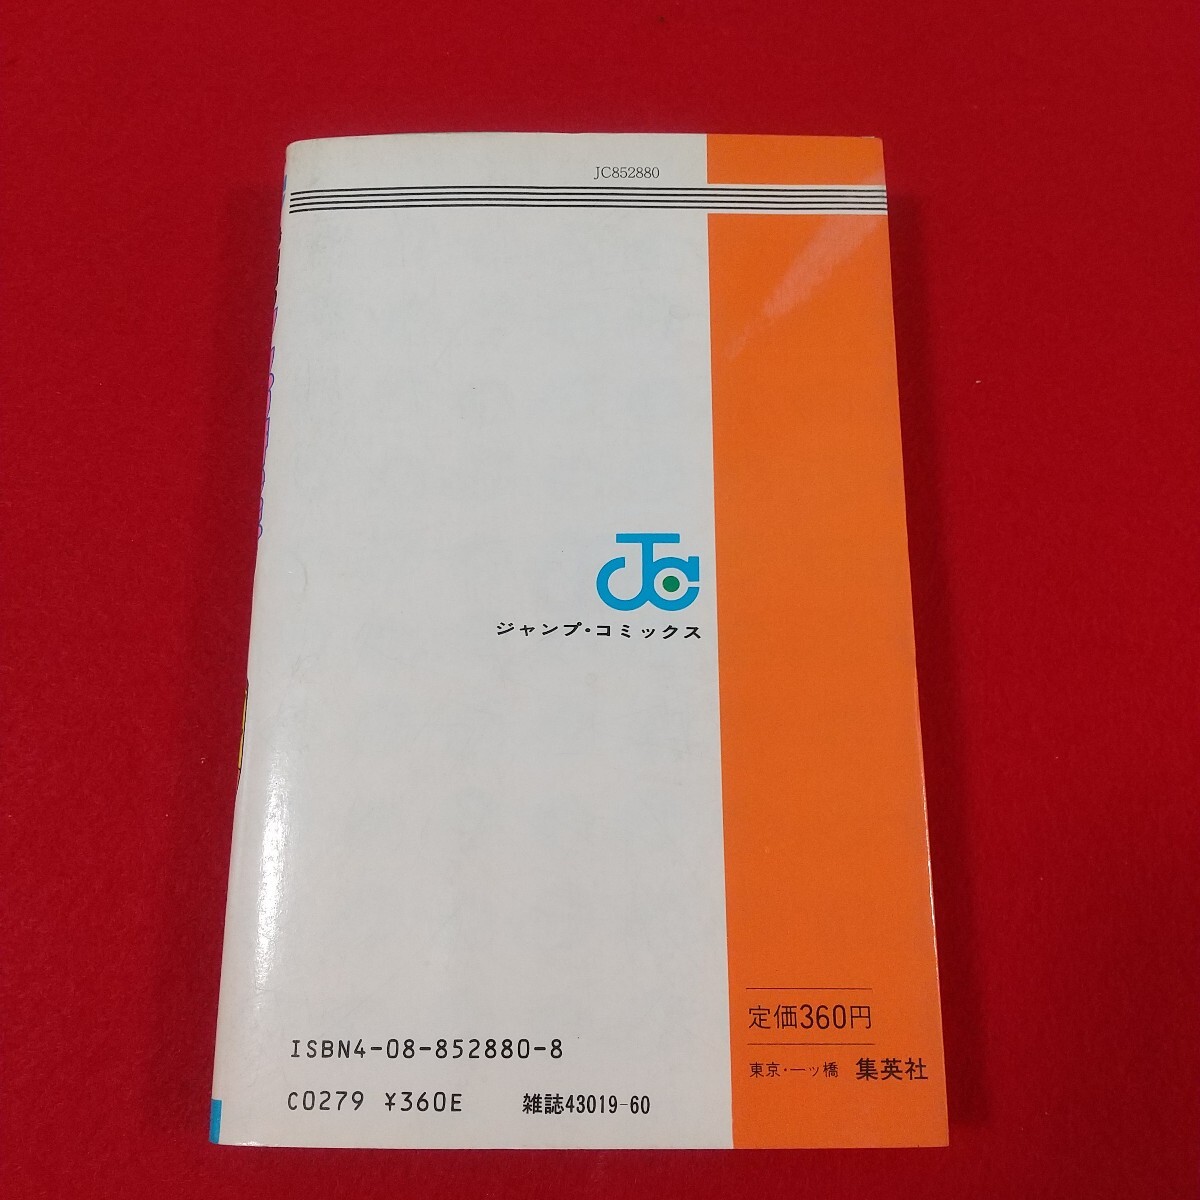 JC852880
JC
ジャンプ・コミックス
定価360円
東京・一ツ橋 集英社
ISBN4-08-852880-8
C0279 ¥360E 雑誌43019-60